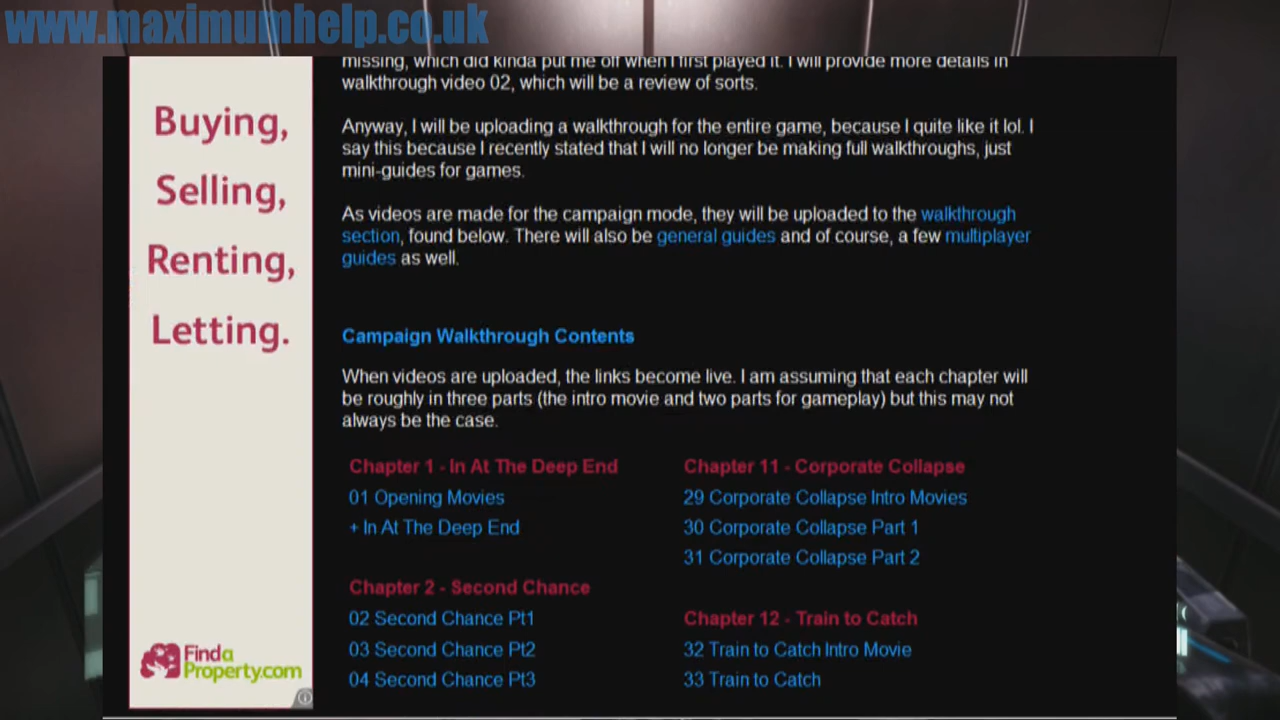 www.maximumhelp.co.uk
Buying,
Selling,
Renting,
Letting.
Finda
Property.com
missing, which did kinda put me off when I first played it. I will provide more details in
walkthrough video 02, which will be a review of sorts.
Anyway, I will be uploading a walkthrough for the entire game, because I quite like it lol. I
say this because I recently stated that I will no longer be making full walkthroughs, just
mini-guides for games.
As videos are made for the campaign mode, they will be uploaded to the walkthrough
section, found below. There will also be general guides and of course, a few multiplayer
guides as well.
Campaign Walkthrough Contents
When videos are uploaded, the links become live. I am assuming that each chapter will
be roughly in three parts (the intro movie and two parts for gameplay) but this may not
always be the case.
Chapter 1 - In At The Deep End
01 Opening Movies
+ In At The Deep End
Chapter 2 - Second Chance
02 Second Chance Pt1
03 Second Chance Pt2
04 Second Chance Pt3
Chapter 11 - Corporate Collapse
29 Corporate Collapse Intro Movies
30 Corporate Collapse Part 1
31 Corporate Collapse Part 2
Chapter 12 - Train to Catch
32 Train to Catch Intro Movie
33 Train to Catch